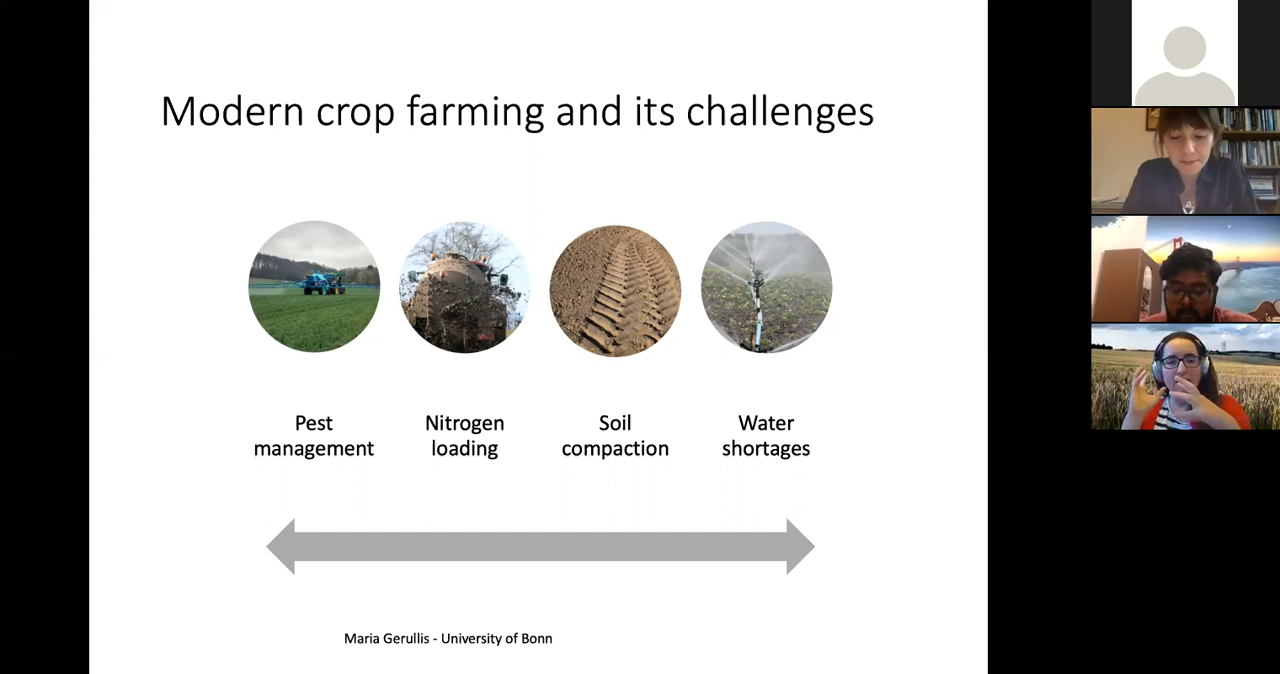 Modern crop farming and its challenges
Pest
management
Nitrogen
loading
Soil
compaction
Water
shortages
Maria Gerullis - University of Bonn